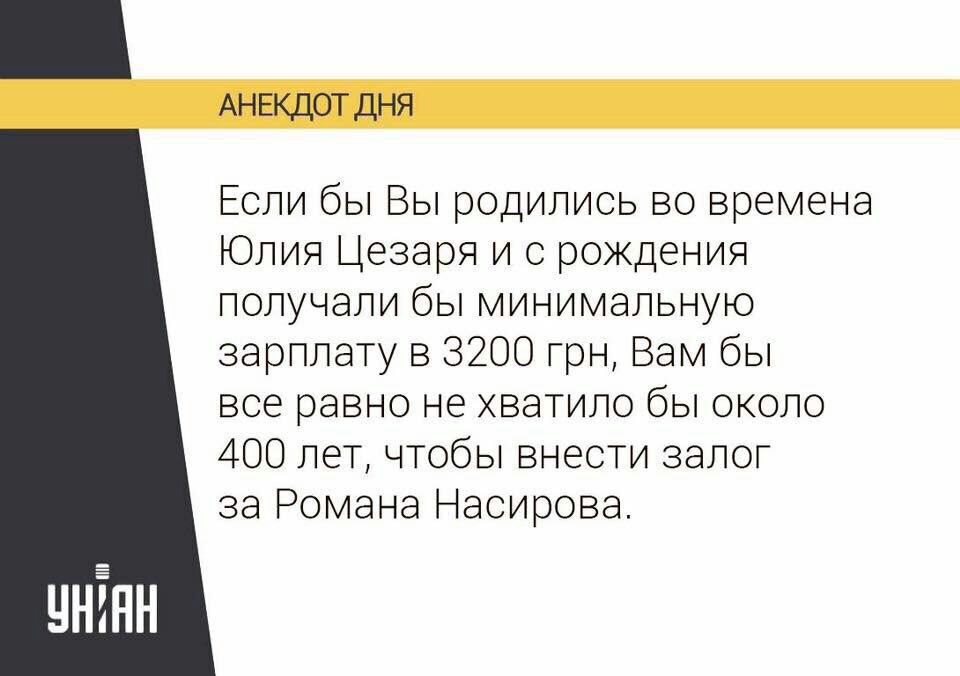 АНЕКДОТ ДНЯ
Если бы Вы родились во времена
Юлия Цезаря и с рождения
получали бы минимальную
зарплату в 3200 грн, Вам бы
все равно не хватило бы около
400 лет, чтобы внести залог
за Романа Насирова.
УНІАН